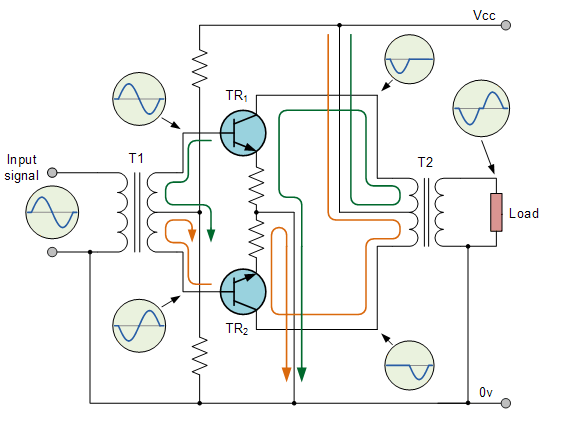 Vcc
TR1
Input
signal
T1
T2
Load
TR2
0v